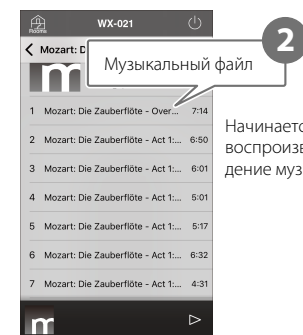 WX-021
2
Rooms
Mozart: D
Музыкальный файл
m
1 Mozart: Die Zauberflöte - Over... 7:14
2 Mozart: Die Zauberflöte - Act 1:... 6:50
3 Mozart: Die Zauberflöte - Act 1:... 6:01
4 Mozart: Die Zauberflöte - Act 1:... 5:01
5 Mozart: Die Zauberflöte - Act 1:... 5:17
6 Mozart: Die Zauberflöte - Act 1:... 6:32
7 Mozart: Die Zauberflöte - Act 1:... 4:31
m
Начинаетс
воспроизв
дение муз